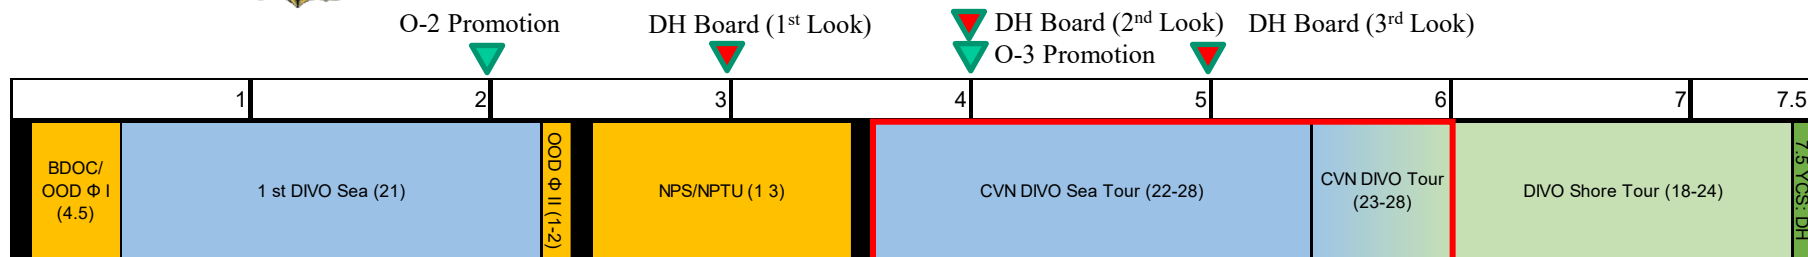 O-2 Promotion
DH Board (1st Look)
DH Board (2nd Look)
DH Board (3rd Look)
O-3 Promotion
1
2
3
4
5
6
7
7.5
BDOC/
OOD Φ I
(4.5)
1 st DIVO Sea (21)
OOD Φ II (1-2)
NPS/NPTU (1 3)
CVN DIVO Sea Tour (22-28)
CVN DIVO Tour
(23-28)
DIVO Shore Tour (18-24)
7.5 YCS: DH